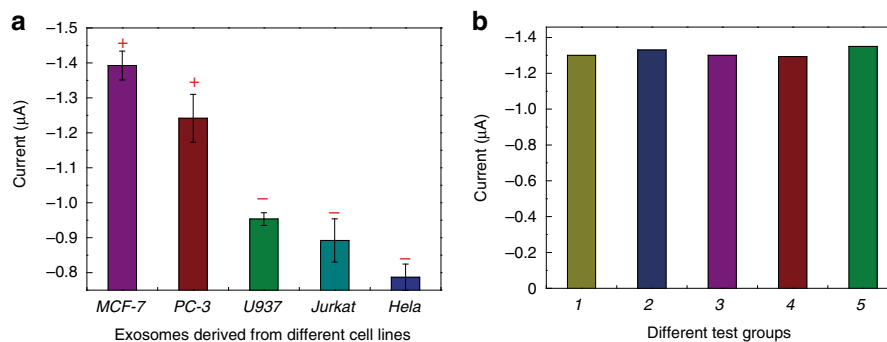 a
–1.5
–1.4
–1.3
–1.2
–1.1
–1.0
–0.9
–0.8
Current (μA)
+
+
–
–
–
MCF-7 PC-3 U937 Jurkat Hela
Exosomes derived from different cell lines
b
–1.4
–1.2
–1.0
–0.8
–0.6
–0.4
–0.2
0
Current (μA)
1 2 3 4 5
Different test groups